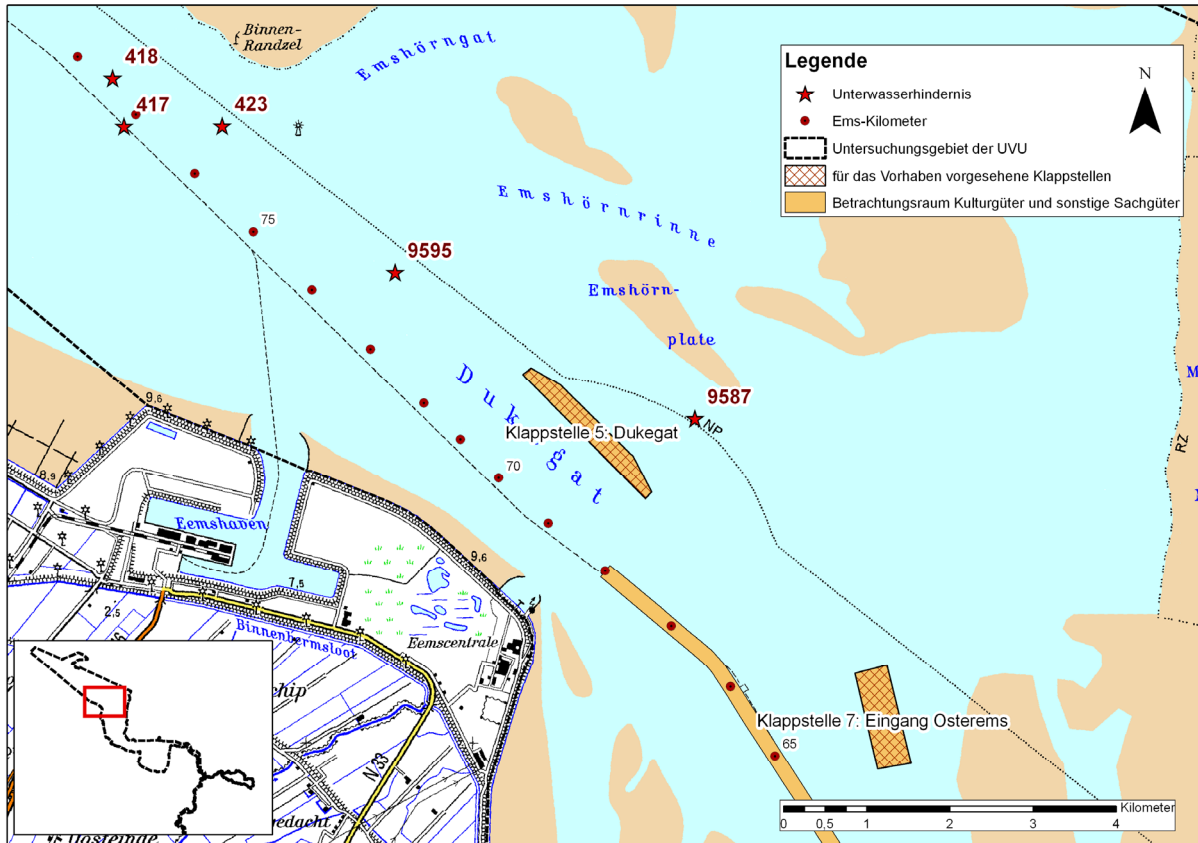 Binnen-
Randzel
418
417
423
Emshörngat
Legende
N
Unterwasserhindernis
Ems-Kilometer
Untersuchungsgebiet der UVU
für das Vorhaben vorgesehene Klappstellen
Betrachtungsraum Kulturgüter und sonstige Sachgüter
Emshörnrinne
75
9595
Emshörn-
plate
Dukegat
9587
NP
Klappstelle 5: Dukegat
M
RZ
9,6
8,9
70
Eemshaven
7,5
9,6
2,5
Binnenbermsloot
Eemscentrale
N 33
Klappstelle 7: Eingang Osterems
65
Kilometer
0 0,5 1 2 3 4